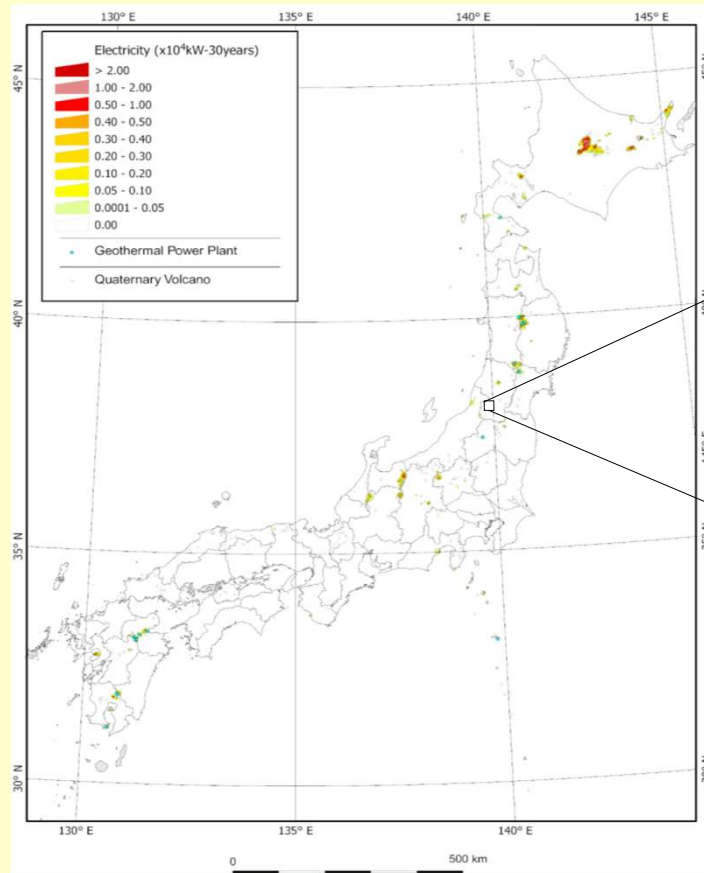 130° E
135° E
140° E
145° E
Electricity (x10⁴kW-30years)
> 2.00
1.00 - 2.00
0.50 - 1.00
0.40 - 0.50
0.30 - 0.40
0.20 - 0.30
0.10 - 0.20
0.05 - 0.10
0.0001 - 0.05
0.00
Geothermal Power Plant
Quaternary Volcano
45° N
40° N
35° N
30° N
130° E
135° E
140° E
0
500 km